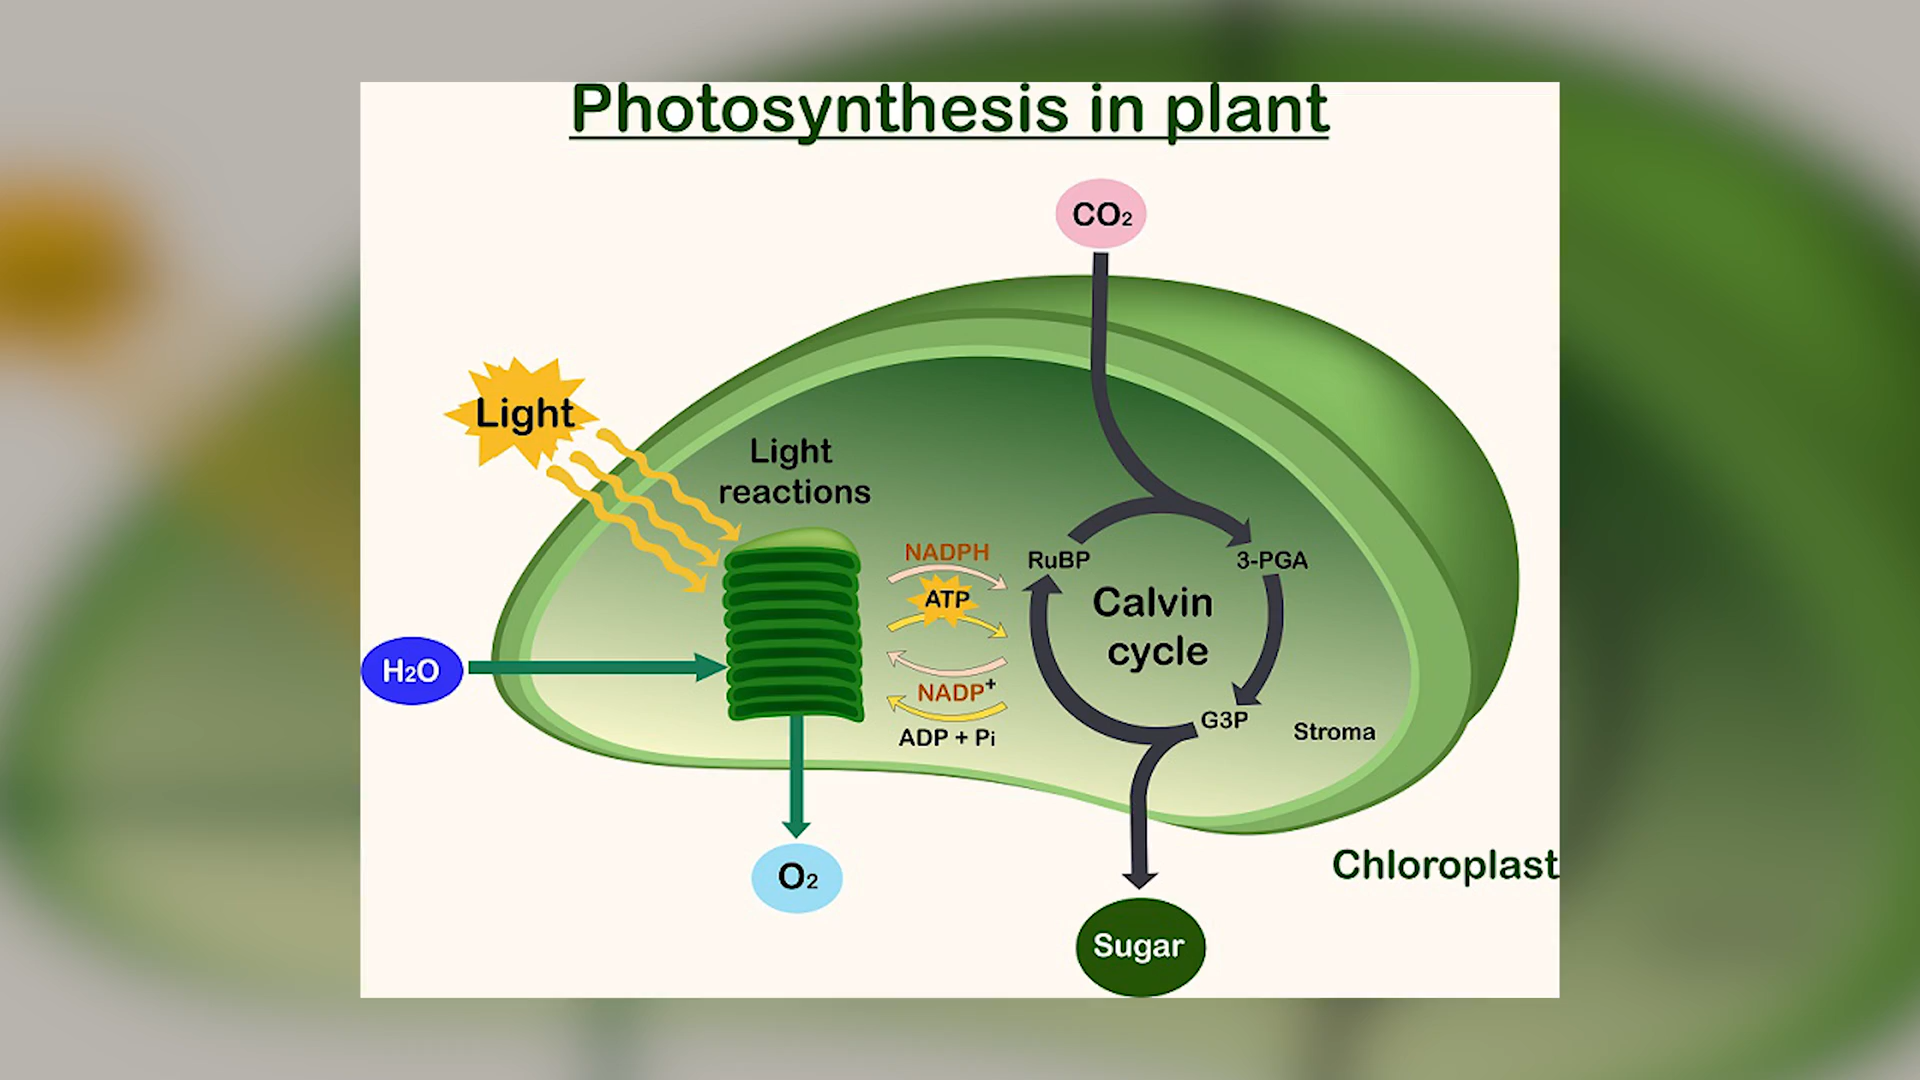 Photosynthesis in plant
CO₂
Light
Light
reactions
NADPH
ATP
RuBP
3-PGA
Calvin
cycle
H₂O
NADP⁺
ADP + Pi
G3P
Stroma
O₂
Chloroplast
Sugar